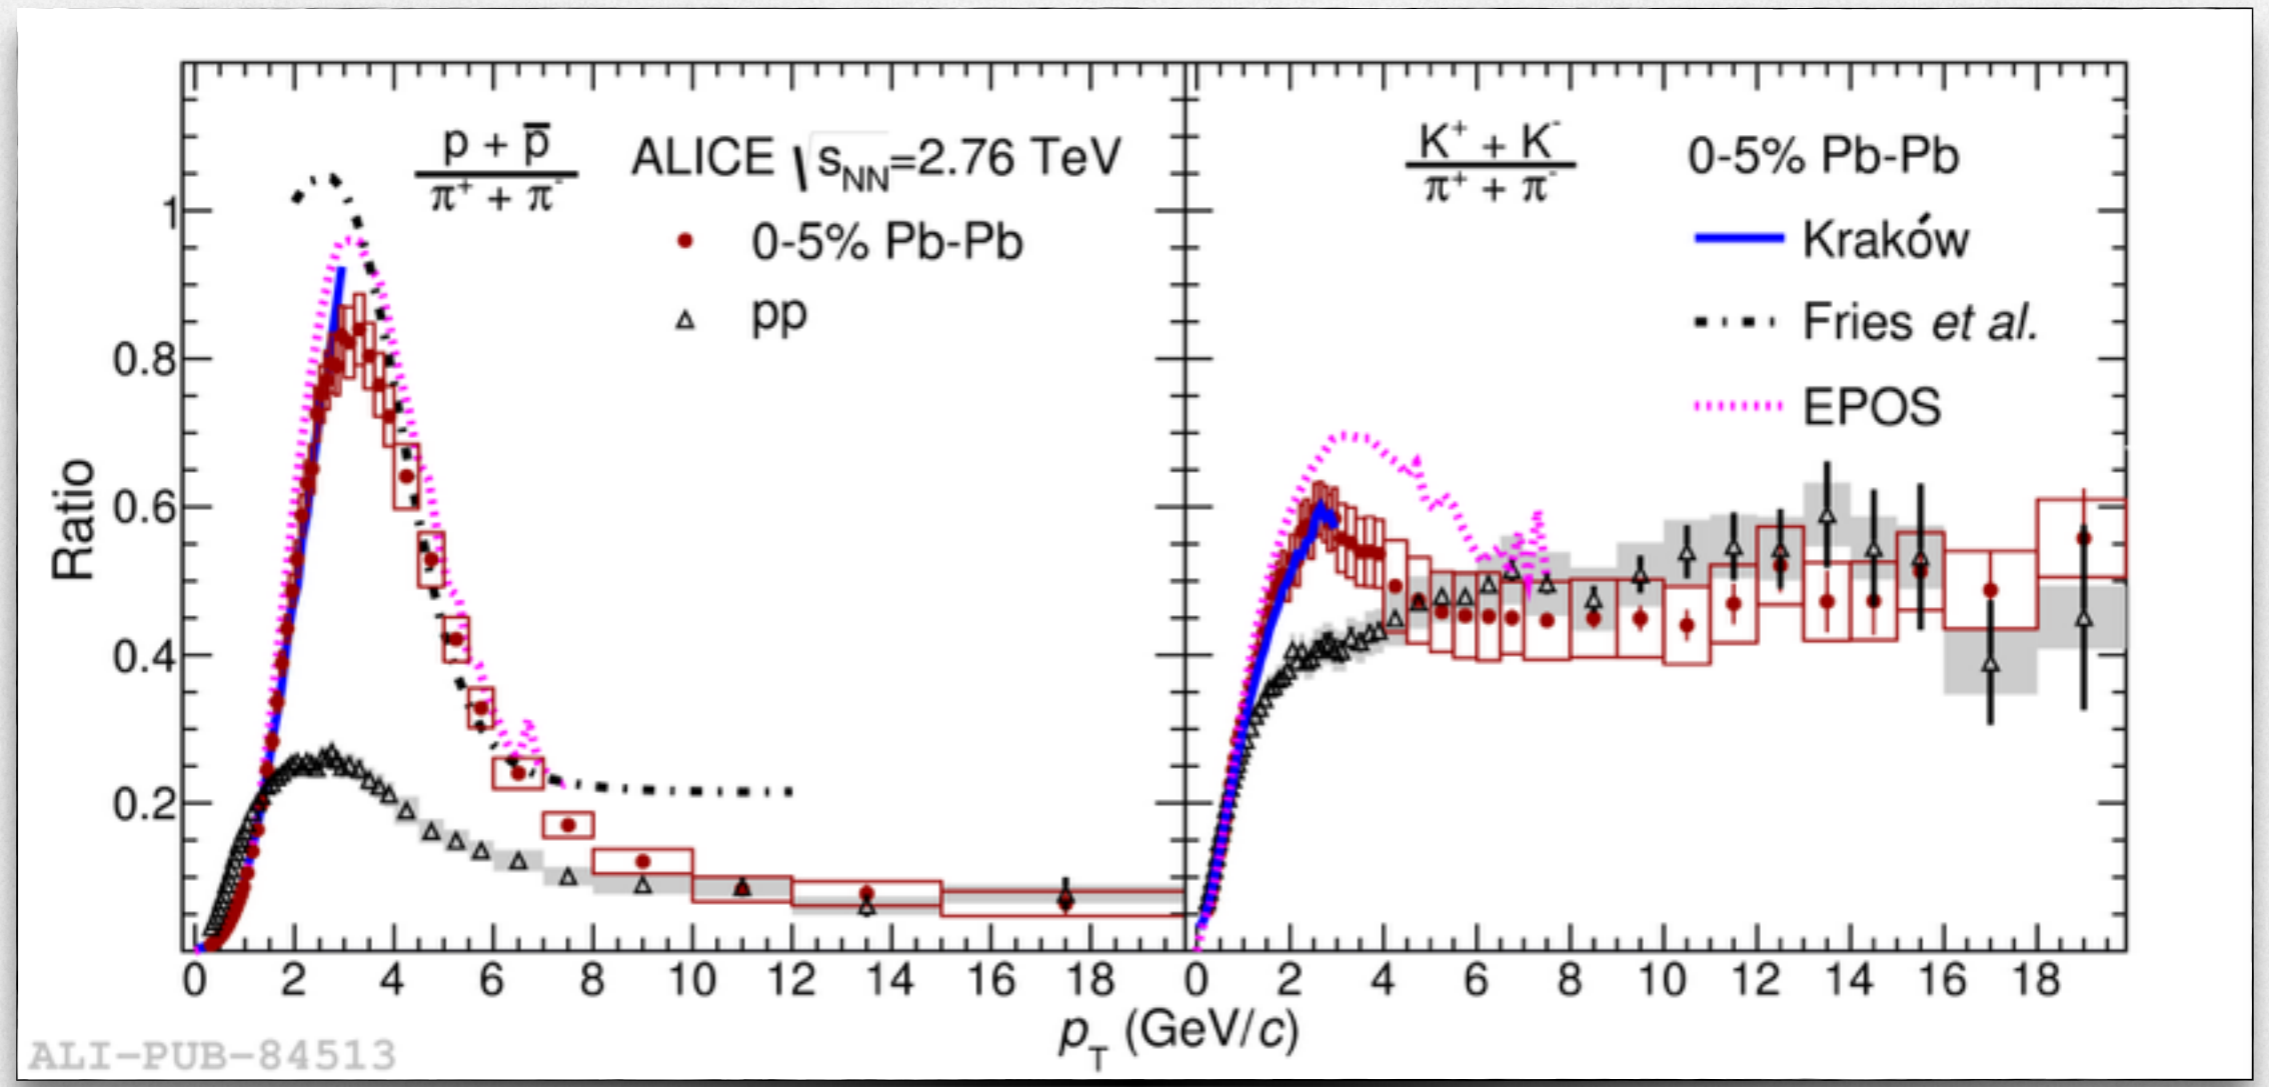 p + p̅
π⁺ + π⁻
ALICE √s_NN=2.76 TeV
0-5% Pb-Pb
pp
K⁺ + K⁻
π⁺ + π⁻
0-5% Pb-Pb
Kraków
Fries et al.
EPOS
Ratio
1
0.8
0.6
0.4
0.2
0 2 4 6 8 10 12 14 16 18
0 2 4 6 8 10 12 14 16 18
p_T (GeV/c)
ALI-PUB-84513